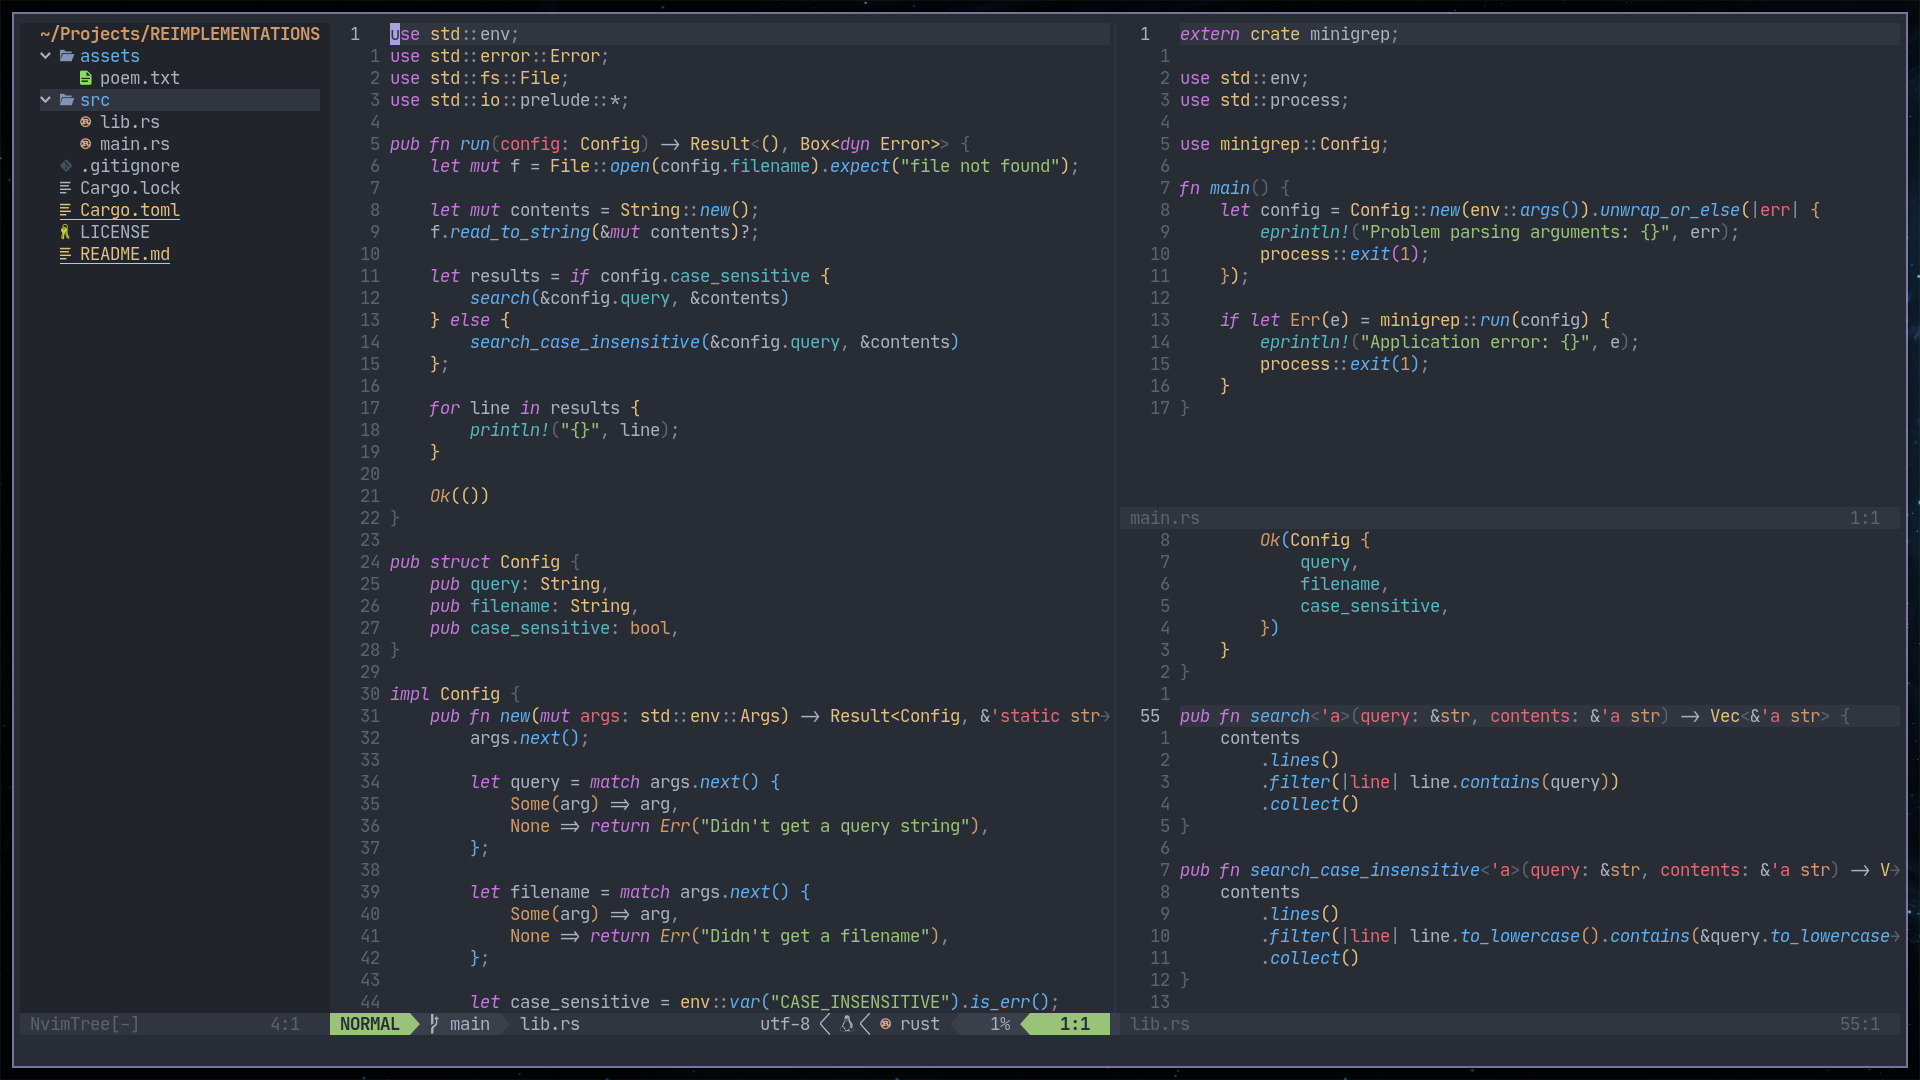 ~/Projects/REIMPLEMENTATIONS
assets
poem.txt
src
lib.rs
main.rs
.gitignore
Cargo.lock
Cargo.toml
LICENSE
README.md
NvimTree[-] 4:1
1 use std::env;
1 use std::error::Error;
2 use std::fs::File;
3 use std::io::prelude::*;
4
5 pub fn run(config: Config) -> Result<(), Box<dyn Error>> {
6 let mut f = File::open(config.filename).expect("file not found");
7
8 let mut contents = String::new();
9 f.read_to_string(&mut contents)?;
10
11 let results = if config.case_sensitive {
12 search(&config.query, &contents)
13 } else {
14 search_case_insensitive(&config.query, &contents)
15 };
16
17 for line in results {
18 println!("{}", line);
19 }
20
21 Ok(())
22 }
23
24 pub struct Config {
25 pub query: String,
26 pub filename: String,
27 pub case_sensitive: bool,
28 }
29
30 impl Config {
31 pub fn new(mut args: std::env::Args) -> Result<Config, &'static str→
32 args.next();
33
34 let query = match args.next() {
35 Some(arg) => arg,
36 None => return Err("Didn't get a query string"),
37 };
38
39 let filename = match args.next() {
40 Some(arg) => arg,
41 None => return Err("Didn't get a filename"),
42 };
43
44 let case_sensitive = env::var("CASE_INSENSITIVE").is_err();
NORMAL main lib.rs utf-8 rust 1% 1:1
1 extern crate minigrep;
1
2 use std::env;
3 use std::process;
4
5 use minigrep::Config;
6
7 fn main() {
8 let config = Config::new(env::args()).unwrap_or_else(|err| {
9 eprintln!("Problem parsing arguments: {}", err);
10 process::exit(1);
11 });
12
13 if let Err(e) = minigrep::run(config) {
14 eprintln!("Application error: {}", e);
15 process::exit(1);
16 }
17 }
main.rs 1:1
8 Ok(Config {
7 query,
6 filename,
5 case_sensitive,
4 })
3 }
2 }
1
55 pub fn search<'a>(query: &str, contents: &'a str) -> Vec<&'a str> {
1 contents
2 .lines()
3 .filter(|line| line.contains(query))
4 .collect()
5 }
6
7 pub fn search_case_insensitive<'a>(query: &str, contents: &'a str) -> V→
8 contents
9 .lines()
10 .filter(|line| line.to_lowercase().contains(&query.to_lowercase→
11 .collect()
12 }
13
lib.rs 55:1